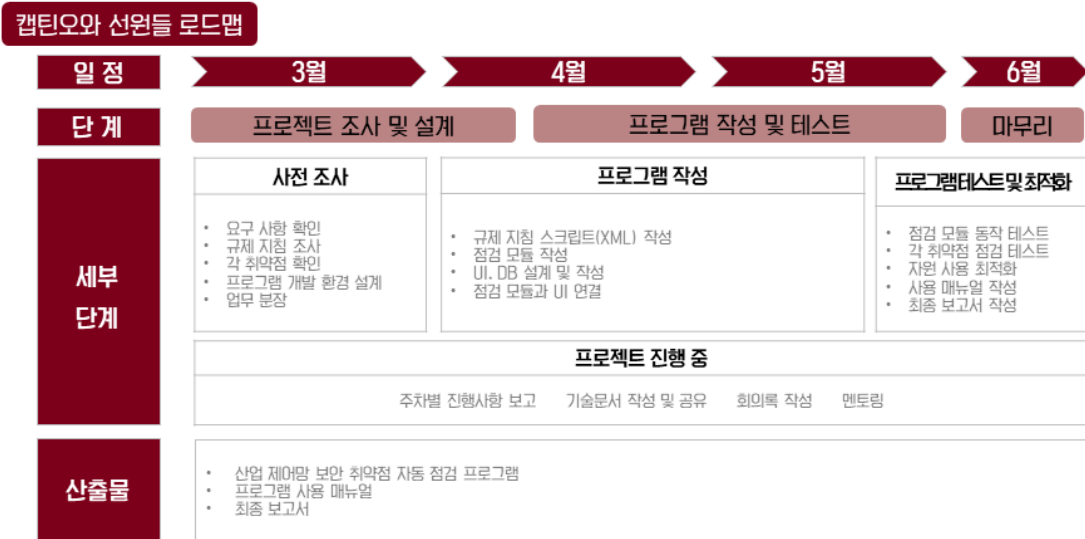 캡틴오와 선원들 로드맵
일 정
3월
4월
5월
6월
단 계
프로젝트 조사 및 설계
프로그램 작성 및 테스트
마무리
세부
단계
사전 조사
• 요구 사항 확인
• 규제 지침 조사
• 각 취약점 확인
• 프로그램 개발 환경 설계
• 업무 분장
프로그램 작성
• 규제 지침 스크립트(XML) 작성
• 점검 모듈 작성
• UI. DB 설계 및 작성
• 점검 모듈과 UI 연결
프로그램테스트및최적화
• 점검 모듈 동작 테스트
• 각 취약점 점검 테스트
• 자원 사용 최적화
• 사용 매뉴얼 작성
• 최종 보고서 작성
프로젝트 진행 중
주차별 진행사항 보고 기술문서 작성 및 공유 회의록 작성 멘토링
산출물
• 산업 제어망 보안 취약점 자동 점검 프로그램
• 프로그램 사용 매뉴얼
• 최종 보고서